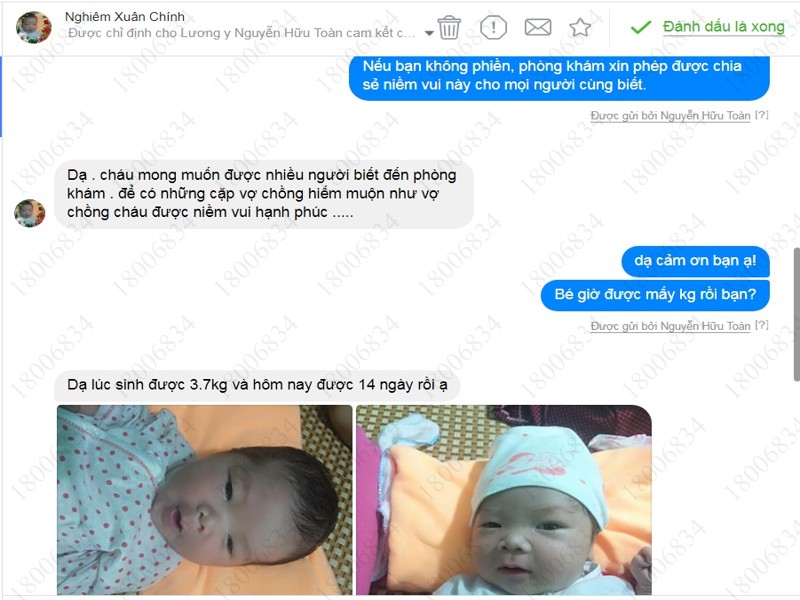 Nghiêm Xuân Chính
Được chỉ định cho Lương y Nguyễn Hữu Toàn cam kết c...
Đánh dấu là xong
Nếu bạn không phiền, phòng khám xin phép được chia
sẻ niềm vui này cho mọi người cùng biết.
Được gửi bởi Nguyễn Hữu Toàn [?]
Dạ . cháu mong muốn được nhiều người biết đến phòng
khám . để có những cặp vợ chồng hiếm muộn như vợ
chồng cháu được niềm vui hạnh phúc .....
dạ cảm ơn bạn ạ!
Bé giờ được mấy kg rồi bạn?
Được gửi bởi Nguyễn Hữu Toàn [?]
Dạ lúc sinh được 3.7kg và hôm nay được 14 ngày rồi ạ
18006834